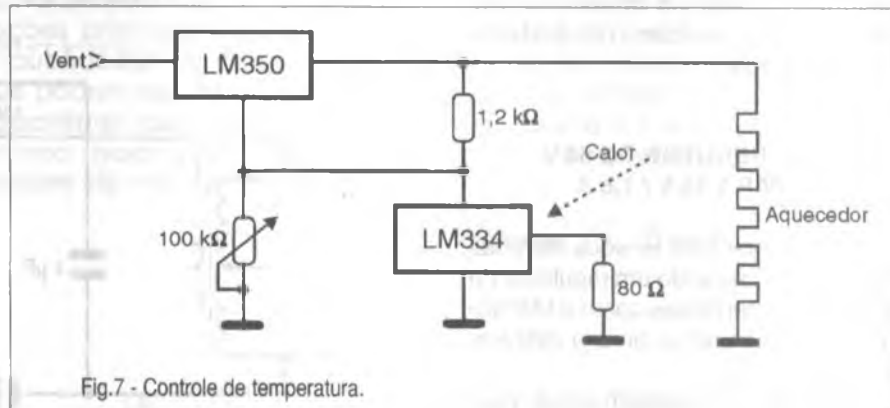 Vent>
LM350
1,2 kΩ
Calor
100 kΩ
LM334
80 Ω
Aquecedor
Fig.7 - Controle de temperatura.